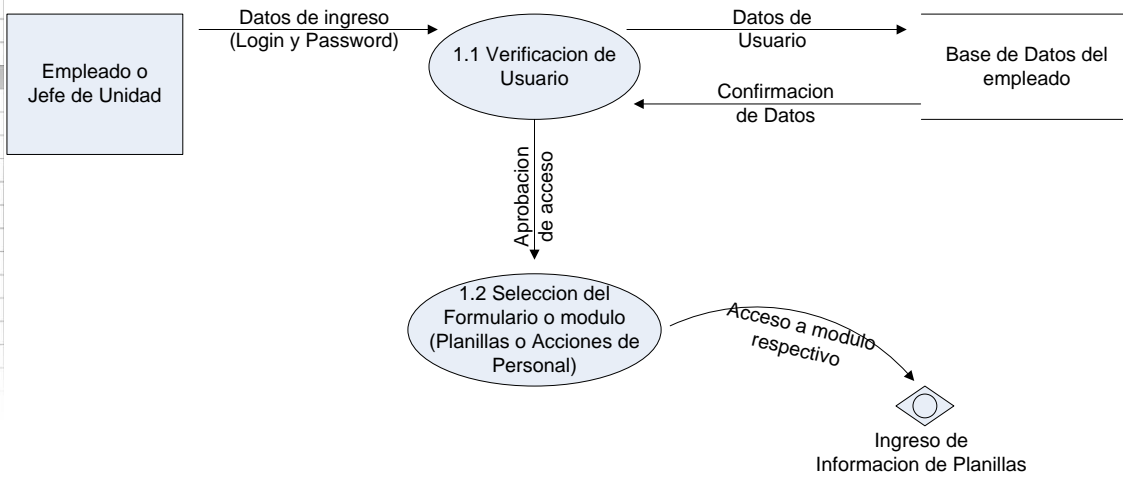 Empleado o
Jefe de Unidad
Datos de ingreso
(Login y Password)
1.1 Verificacion de
Usuario
Datos de
Usuario
Base de Datos del
empleado
Confirmacion
de Datos
Aprobacion
de acceso
1.2 Seleccion del
Formulario o modulo
(Planillas o Acciones de
Personal)
Acceso a modulo
respectivo
Ingreso de
Informacion de Planillas